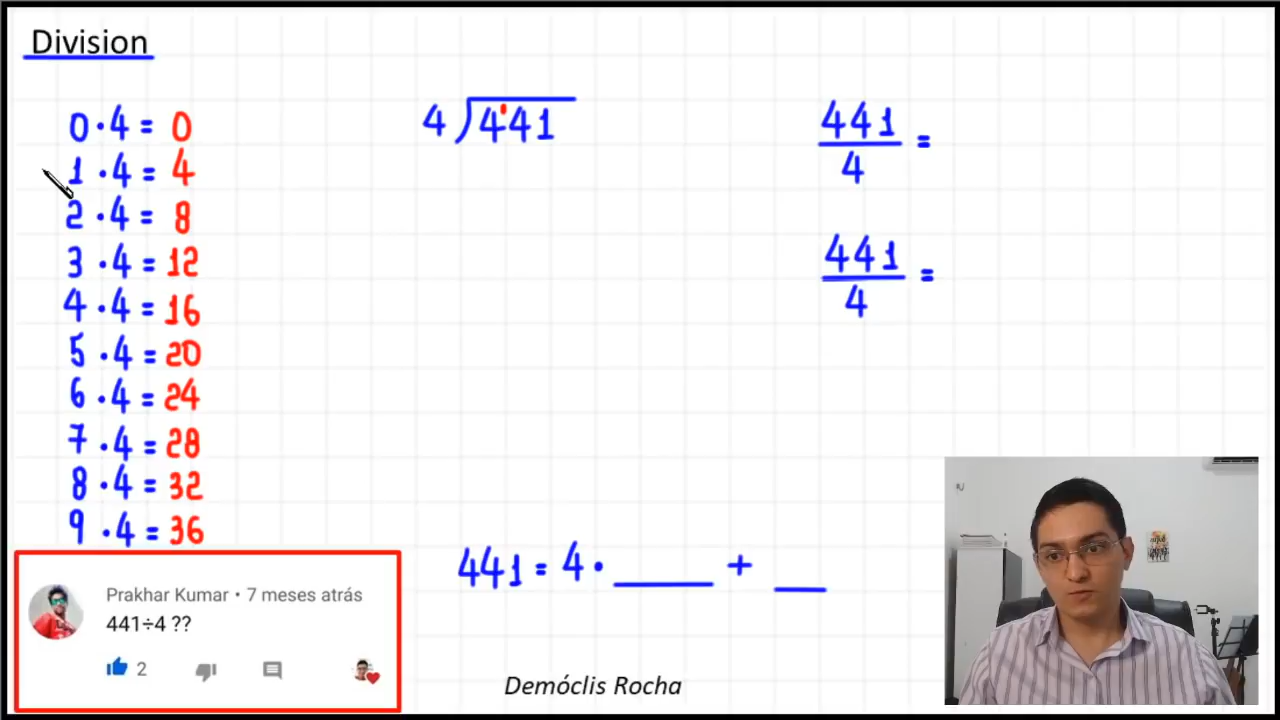 Division
0 · 4 = 0
1 · 4 = 4
2 · 4 = 8
3 · 4 = 12
4 · 4 = 16
5 · 4 = 20
6 · 4 = 24
7 · 4 = 28
8 · 4 = 32
9 · 4 = 36
4 ) 441
441
4 =
441
4 =
441 = 4 · ____ + ____
Prakhar Kumar • 7 meses atrás
441÷4 ??
2
Demóclis Rocha